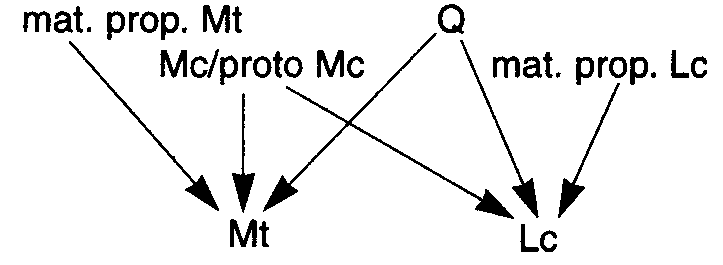 mat. prop. Mt
Q
Mc/proto Mc
mat. prop. Lc
Mt
Lc